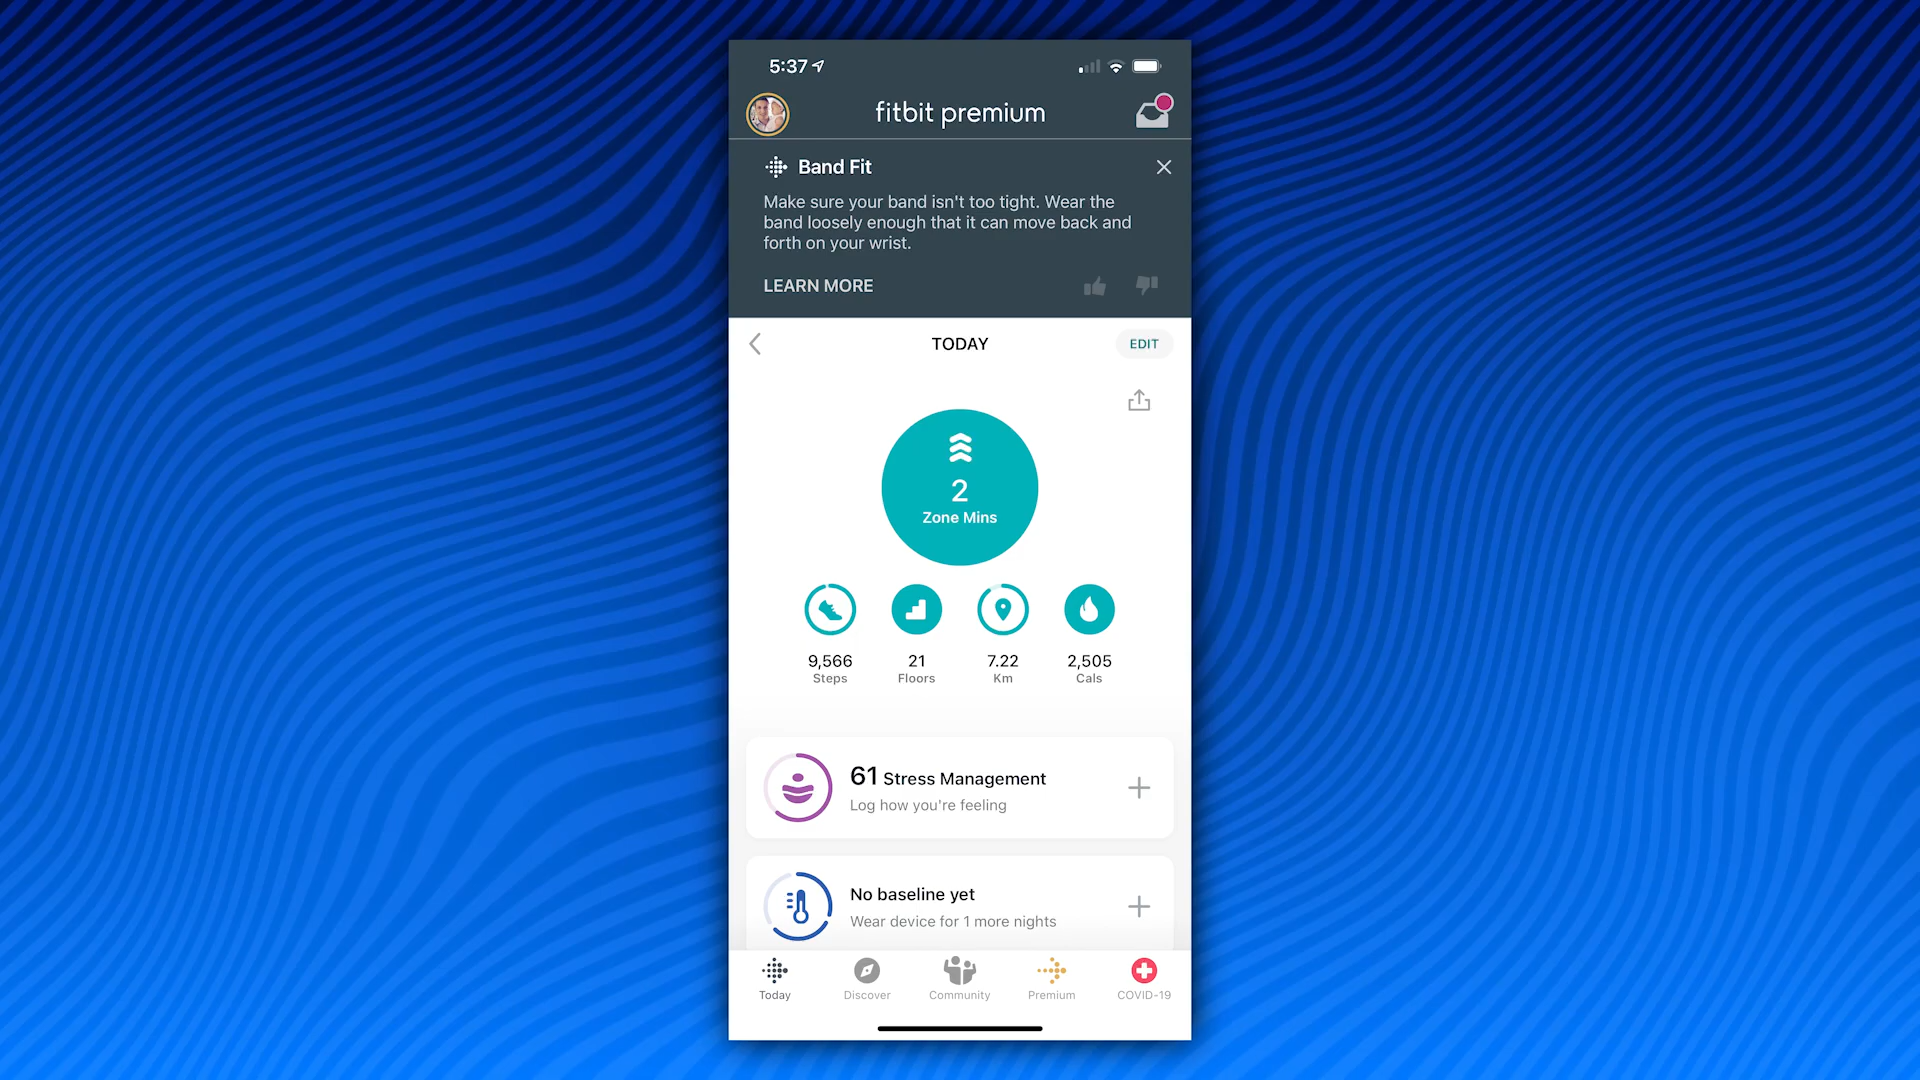 5:37
fitbit premium
Band Fit
Make sure your band isn't too tight. Wear the
band loosely enough that it can move back and
forth on your wrist.
LEARN MORE
TODAY
EDIT
2
Zone Mins
9,566
Steps
21
Floors
7.22
Km
2,505
Cals
61 Stress Management
Log how you're feeling
No baseline yet
Wear device for 1 more nights
Today
Discover
Community
Premium
COVID-19